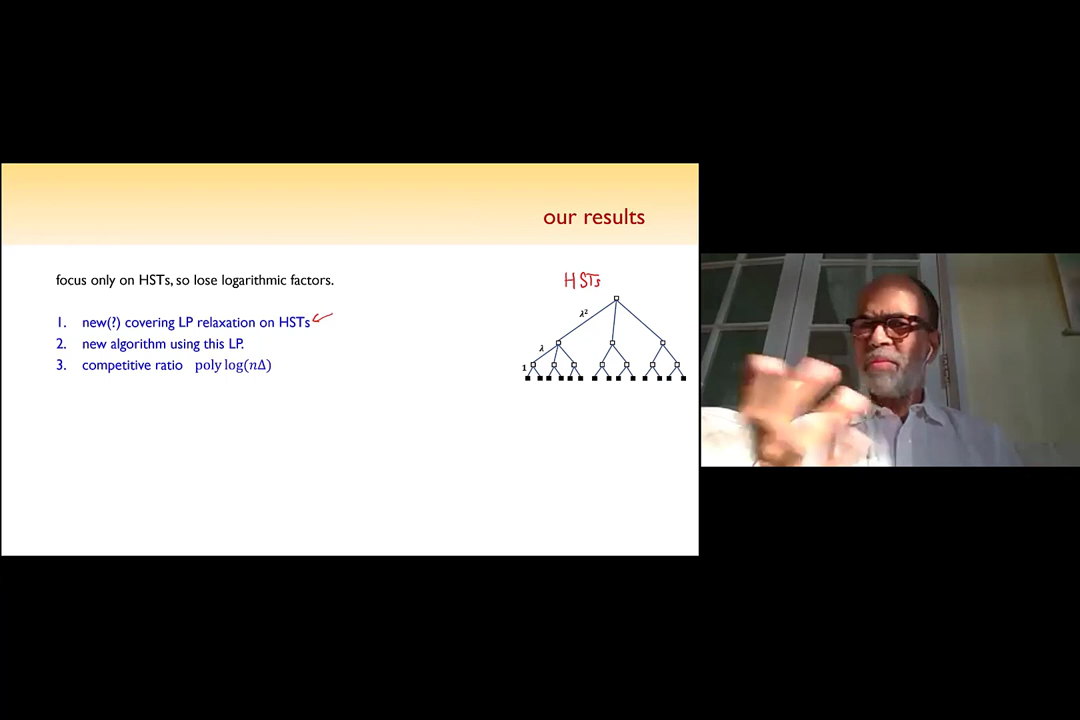 our results
focus only on HSTs, so lose logarithmic factors.
HSTs
1. new(?) covering LP relaxation on HSTs
2. new algorithm using this LP.
3. competitive ratio poly log(nΔ)
λ²
λ
1